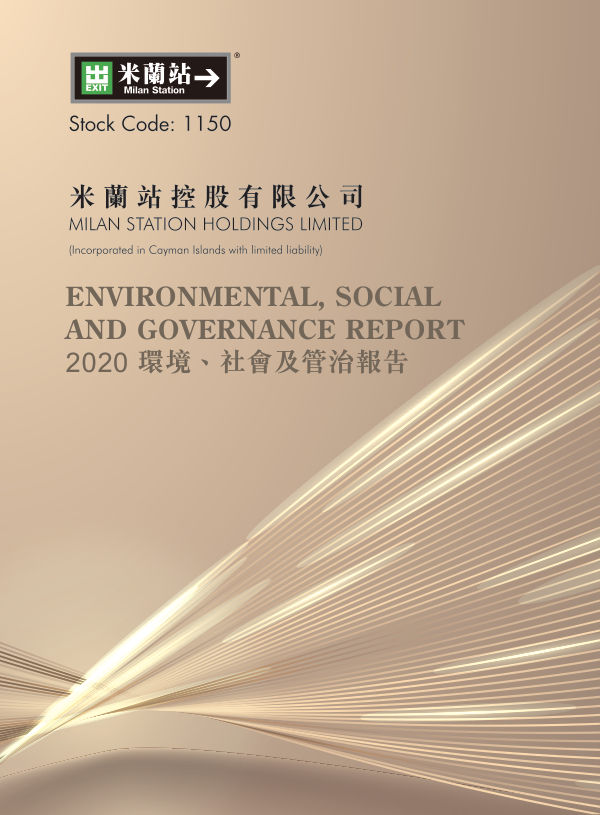 出 米蘭站 ®
EXIT Milan Station
Stock Code: 1150
米蘭站控股有限公司
MILAN STATION HOLDINGS LIMITED
(Incorporated in Cayman Islands with limited liability)
ENVIRONMENTAL, SOCIAL
AND GOVERNANCE REPORT
2020 環境、社會及管治報告